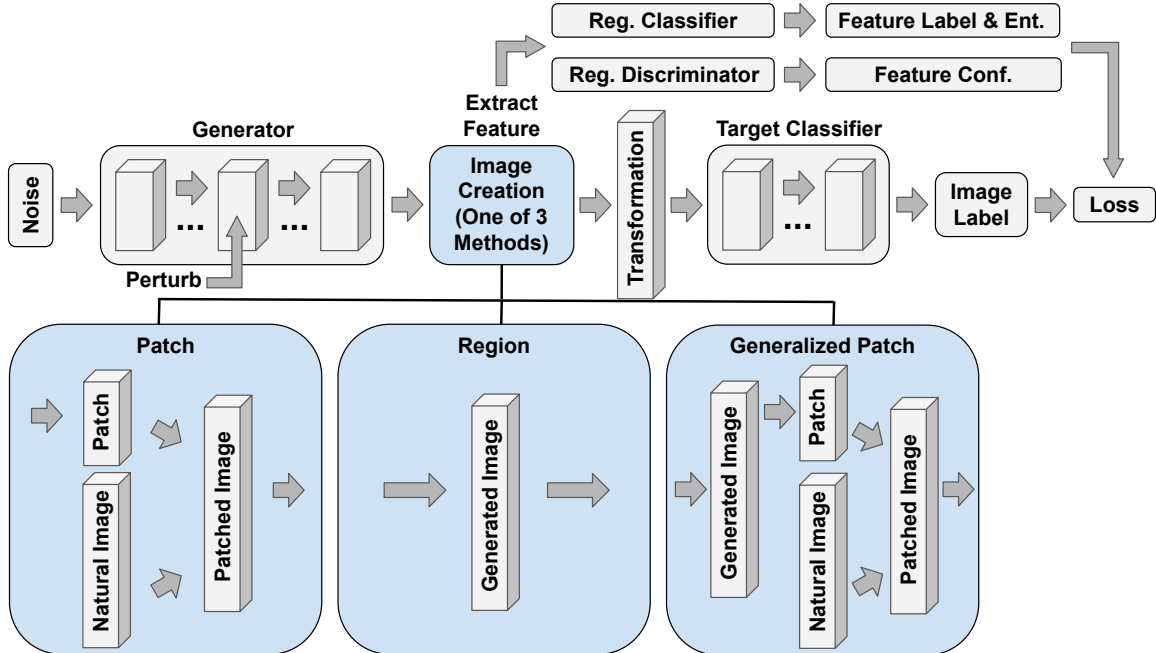 Reg. Classifier
Feature Label & Ent.
Reg. Discriminator
Feature Conf.
Extract
Feature
Generator
Target Classifier
Noise
...
...
Perturb
Image
Creation
(One of 3
Methods)
Transformation
...
Image
Label
Loss
Patch
Patch
Natural Image
Patched Image
Region
Generated Image
Generalized Patch
Generated Image
Patch
Natural Image
Patched Image